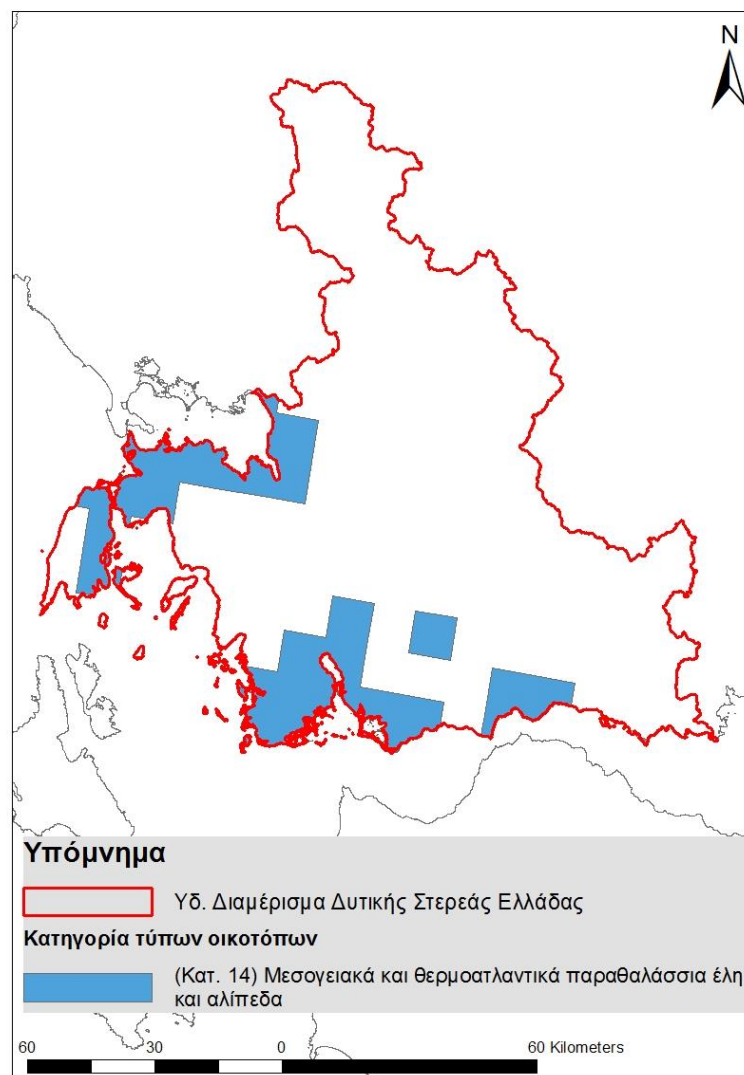 N
Υπόμνημα
Υδ. Διαμέρισμα Δυτικής Στερεάς Ελλάδας
Κατηγορία τύπων οικοτόπων
(Κατ. 14) Μεσογειακά και θερμοατλαντικά παραθαλάσσια έλη
και αλίπεδα
60 30 0 60 Kilometers